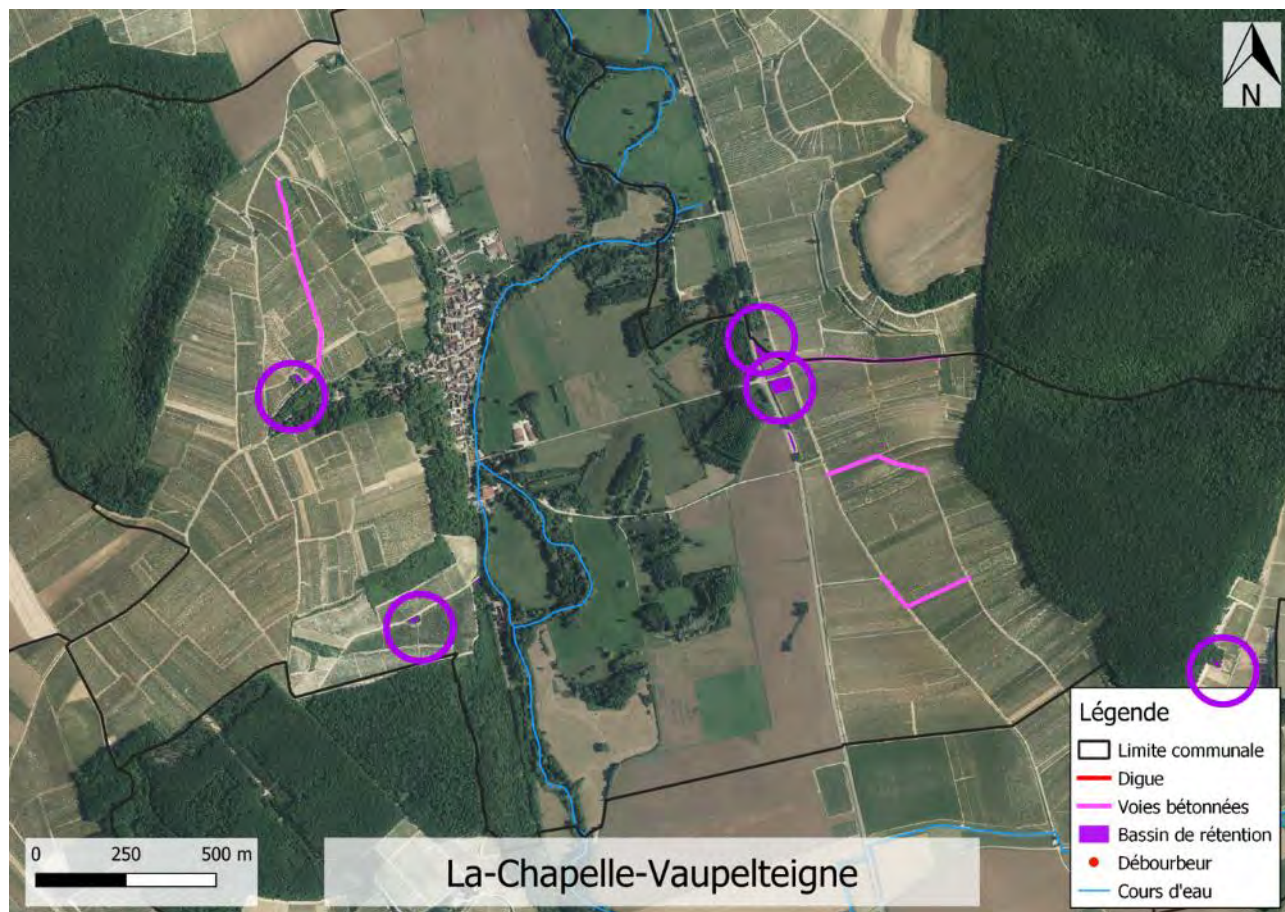 N
Légende
Limite communale
Digue
Voies bétonnées
Bassin de rétention
Débourbeur
Cours d'eau
0 250 500 m
La-Chapelle-Vaupelteigne